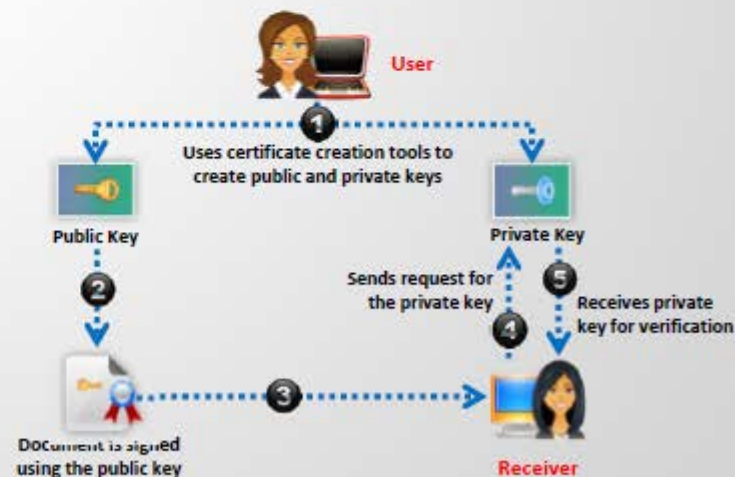 User
1
Uses certificate creation tools to
create public and private keys
Public Key
Private Key
2
Sends request for
the private key
5
Receives private
key for verification
4
3
Document is signed
using the public key
Receiver